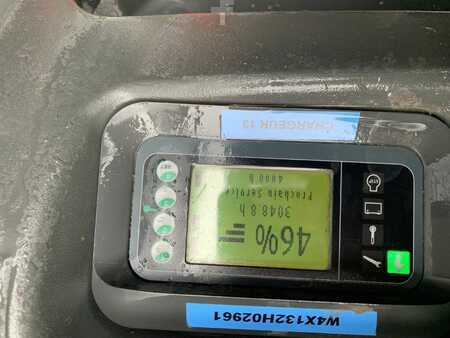 W4X132H02961
46%
3048.8 h
Prochain Service
4000 h
CHARGEUR 13